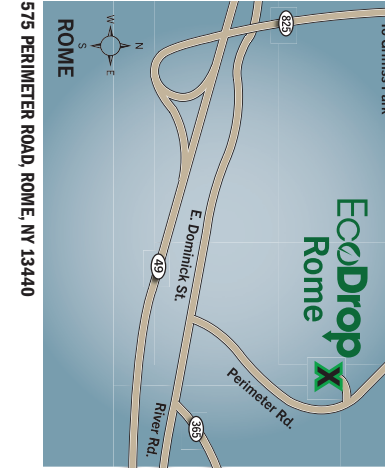 825
EcoDrop
Rome
X
Perimeter Rd.
E. Dominick St.
49
365
River Rd.
N
W
E
S
ROME
575 PERIMETER ROAD, ROME, NY 13440